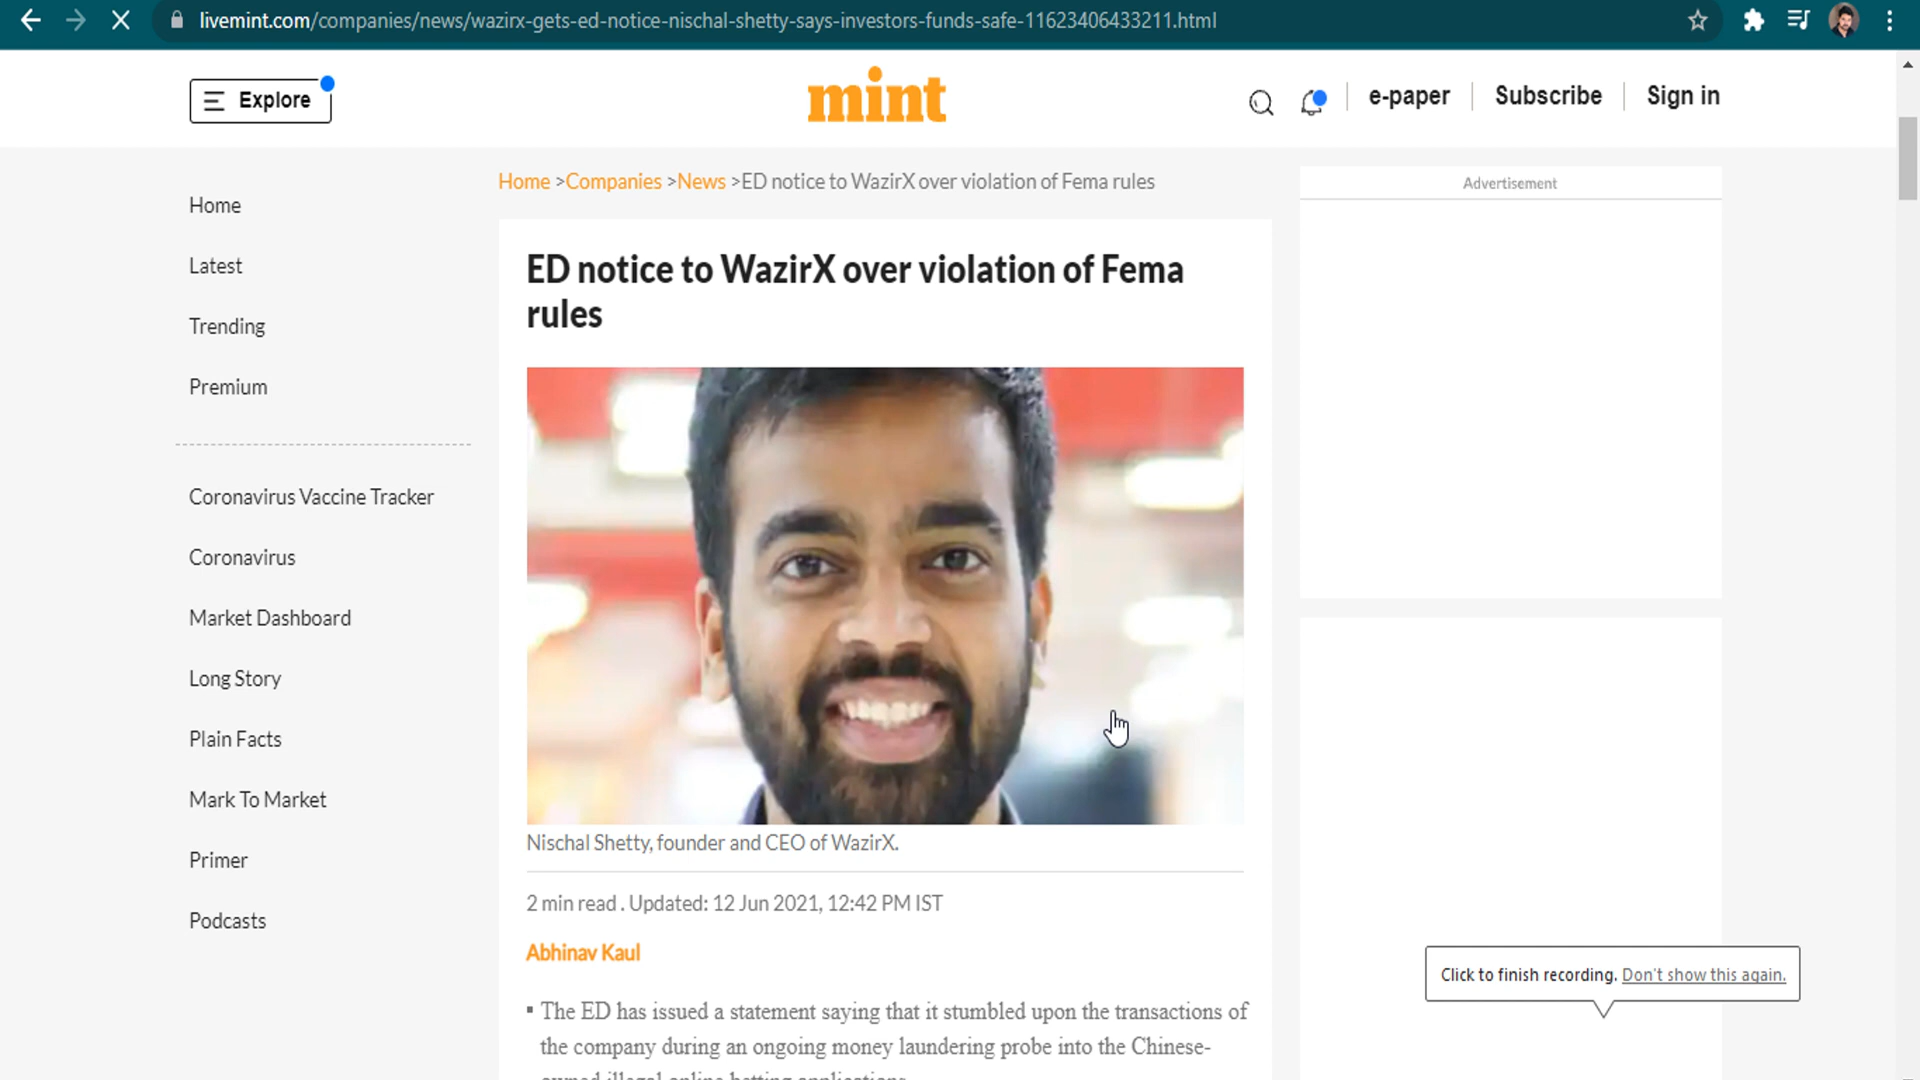 livemint.com/companies/news/wazirx-gets-ed-notice-nischal-shetty-says-investors-funds-safe-11623406433211.html
Explore
mint
e-paper
Subscribe
Sign in
Home >Companies >News >ED notice to WazirX over violation of Fema rules
Advertisement
Home
Latest
Trending
Premium
Coronavirus Vaccine Tracker
Coronavirus
Market Dashboard
Long Story
Plain Facts
Mark To Market
Primer
Podcasts
ED notice to WazirX over violation of Fema
rules
Nischal Shetty, founder and CEO of WazirX.
2 min read . Updated: 12 Jun 2021, 12:42 PM IST
Abhinav Kaul
▪ The ED has issued a statement saying that it stumbled upon the transactions of
the company during an ongoing money laundering probe into the Chinese-
owned illegal online betting applications
Click to finish recording. Don't show this again.